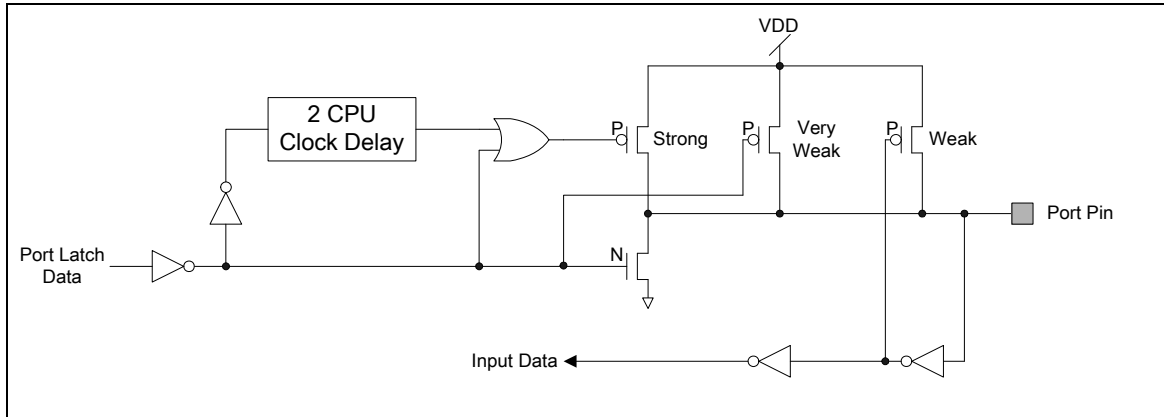 VDD
2 CPU
Clock Delay
P
Strong
P
Very
Weak
P
Weak
Port Pin
Port Latch
Data
N
Input Data